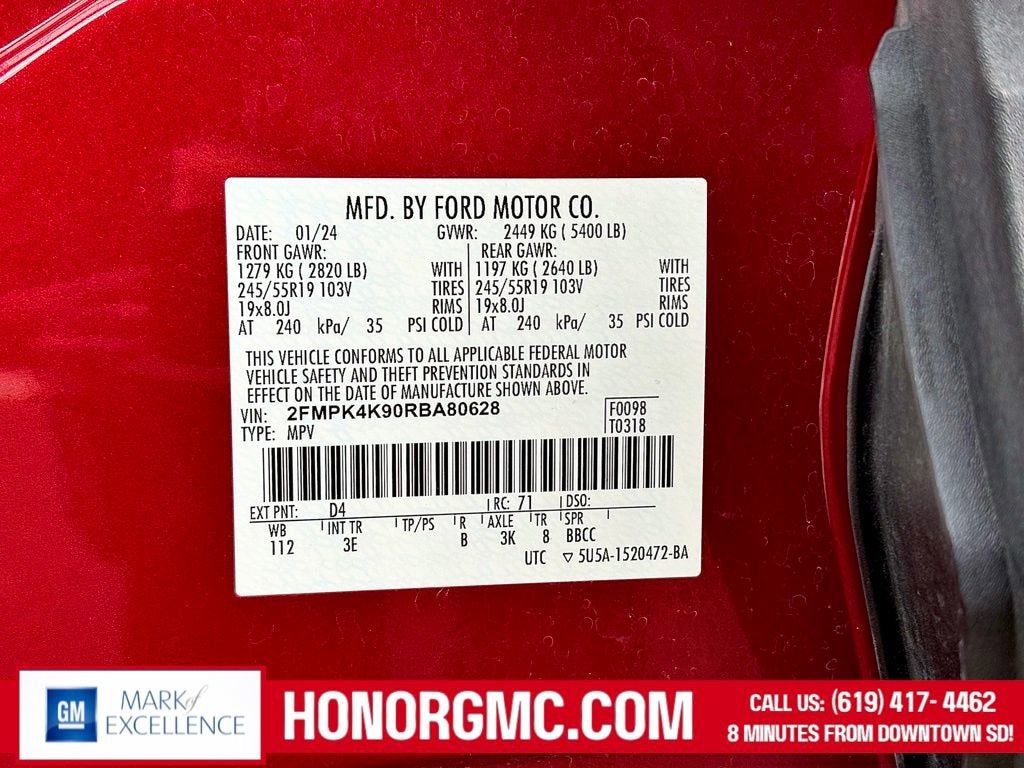 MFD. BY FORD MOTOR CO.
DATE: 01/24 GVWR: 2449 KG ( 5400 LB)
FRONT GAWR: REAR GAWR:
1279 KG ( 2820 LB) WITH 1197 KG ( 2640 LB) WITH
245/55R19 103V TIRES 245/55R19 103V TIRES
19x8.0J RIMS 19x8.0J RIMS
AT 240 kPa/ 35 PSI COLD AT 240 kPa/ 35 PSI COLD
THIS VEHICLE CONFORMS TO ALL APPLICABLE FEDERAL MOTOR
VEHICLE SAFETY AND THEFT PREVENTION STANDARDS IN
EFFECT ON THE DATE OF MANUFACTURE SHOWN ABOVE.
VIN: 2FMPK4K90RBA80628 F0098
TYPE: MPV T0318
EXT PNT: D4 RC: 71 DSO:
WB INT TR TP/PS R AXLE TR SPR
112 3E B 3K 8 BBCC
UTC ▽ 5U5A-1520472-BA
GM MARK of EXCELLENCE
HONORGMC.COM
CALL US: (619) 417- 4462
8 MINUTES FROM DOWNTOWN SD!